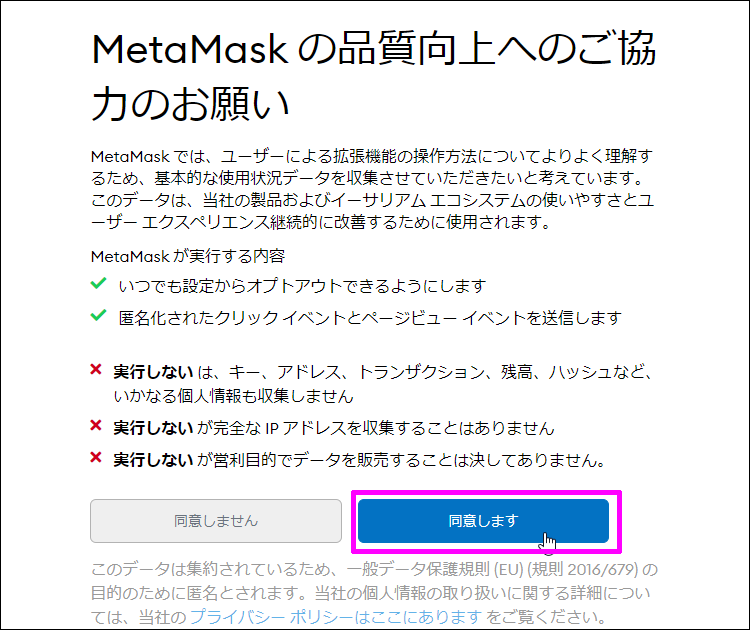 MetaMask の品質向上へのご協
力のお願い
MetaMask では、ユーザーによる拡張機能の操作方法についてよりよく理解す
るため、基本的な使用状況データを収集させていただきたいと考えています。
このデータは、当社の製品およびイーサリアム エコシステムの使いやすさとユ
ーザー エクスペリエンス継続的に改善するために使用されます。
MetaMask が実行する内容
いつでも設定からオプトアウトできるようにします
匿名化されたクリック イベントとページビュー イベントを送信します
実行しない は、キー、アドレス、トランザクション、残高、ハッシュなど、
いかなる個人情報も収集しません
実行しない が完全な IP アドレスを収集することはありません
実行しない が営利目的でデータを販売することは決してありません。
同意しません
同意します
このデータは集約されているため、一般データ保護規則 (EU) (規則 2016/679) の
目的のために匿名とされます。当社の個人情報の取り扱いに関する詳細につい
ては、当社の プライバシー ポリシーはここにあります をご覧ください。